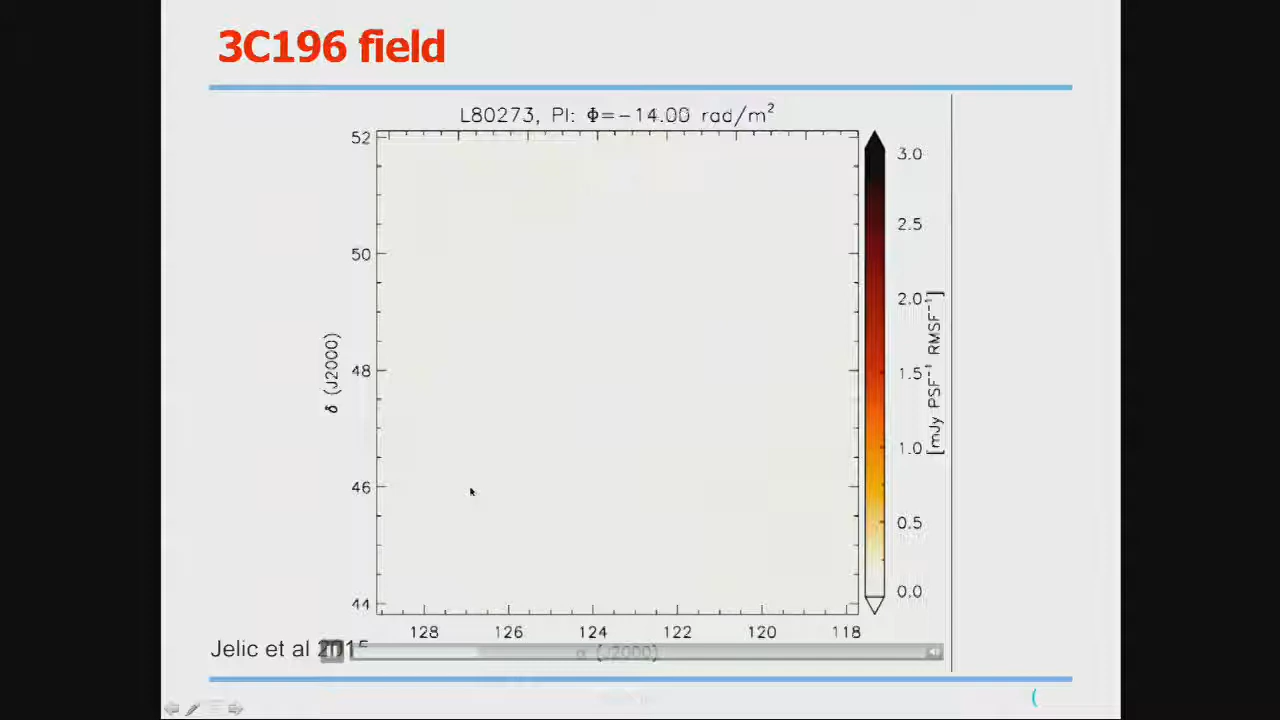 3C196 field
L80273, PI: Φ=−14.00 rad/m²
52
50
48
46
44
δ (J2000)
128 126 124 122 120 118
α (J2000)
3.0
2.5
2.0
1.5
1.0
0.5
0.0
[mJy PSF⁻¹ RMSF⁻¹]
Jelic et al 2015
(